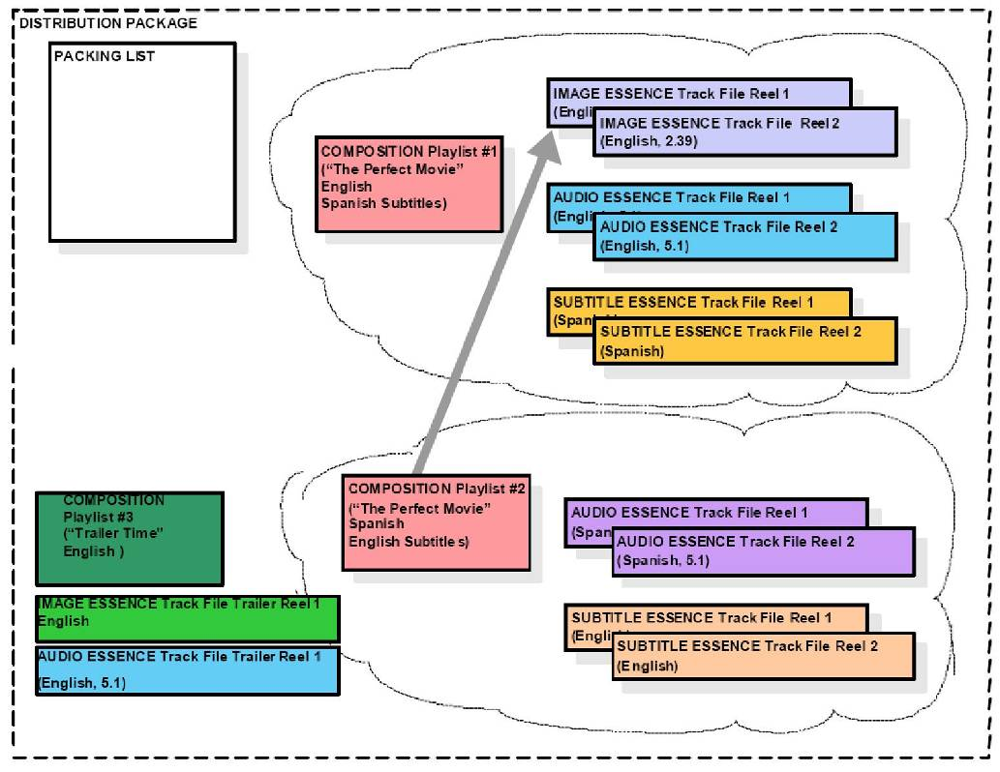 DISTRIBUTION PACKAGE
PACKING LIST
COMPOSITION Playlist #1
("The Perfect Movie"
English
Spanish Subtitles)
IMAGE ESSENCE Track File Reel 1
(Engli
IMAGE ESSENCE Track File Reel 2
(English, 2.39)
AUDIO ESSENCE Track File Reel 1
(Engli
AUDIO ESSENCE Track File Reel 2
(English, 5.1)
SUBTITLE ESSENCE Track File Reel 1
(Span
SUBTITLE ESSENCE Track File Reel 2
(Spanish)
COMPOSITION Playlist #2
("The Perfect Movie"
Spanish
English Subtitles)
AUDIO ESSENCE Track File Reel 1
(Span
AUDIO ESSENCE Track File Reel 2
(Spanish, 5.1)
SUBTITLE ESSENCE Track File Reel 1
(Engli
SUBTITLE ESSENCE Track File Reel 2
(English)
COMPOSITION
Playlist #3
("Trailer Time"
English )
IMAGE ESSENCE Track File Trailer Reel 1
English
AUDIO ESSENCE Track File Trailer Reel 1
(English, 5.1)